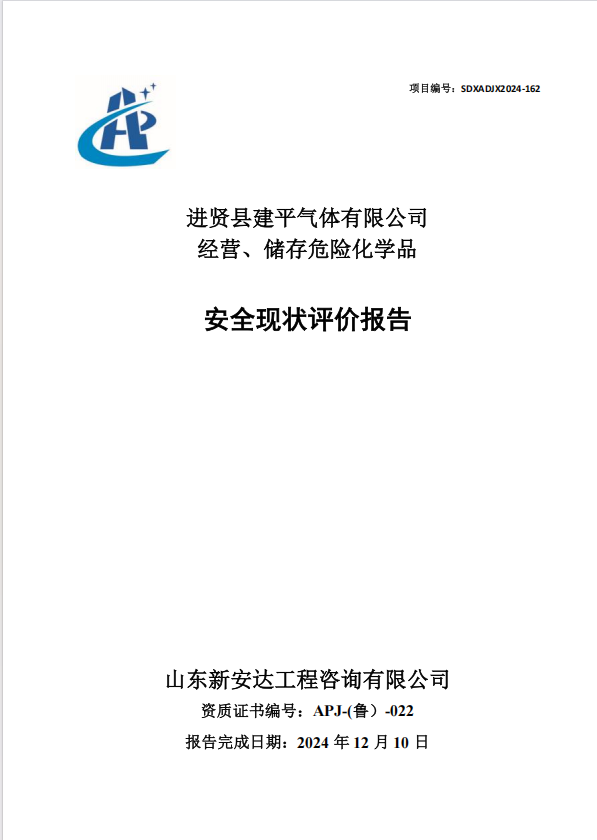 项目编号：SDXADJX2024-162
进贤县建平气体有限公司
经营、储存危险化学品
安全现状评价报告
山东新安达工程咨询有限公司
资质证书编号：APJ-(鲁）-022
报告完成日期：2024 年 12 月 10 日